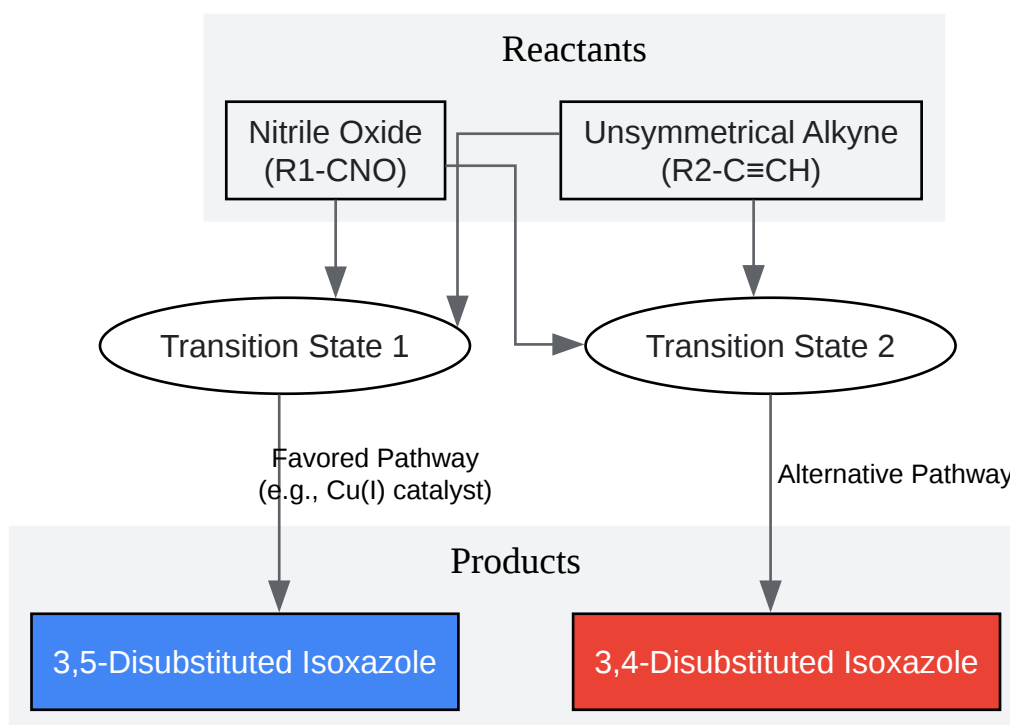 Reactants
Nitrile Oxide
(R1-CNO)
Unsymmetrical Alkyne
(R2-C≡CH)
Transition State 1
Transition State 2
Favored Pathway
(e.g., Cu(I) catalyst)
Alternative Pathway
Products
3,5-Disubstituted Isoxazole
3,4-Disubstituted Isoxazole